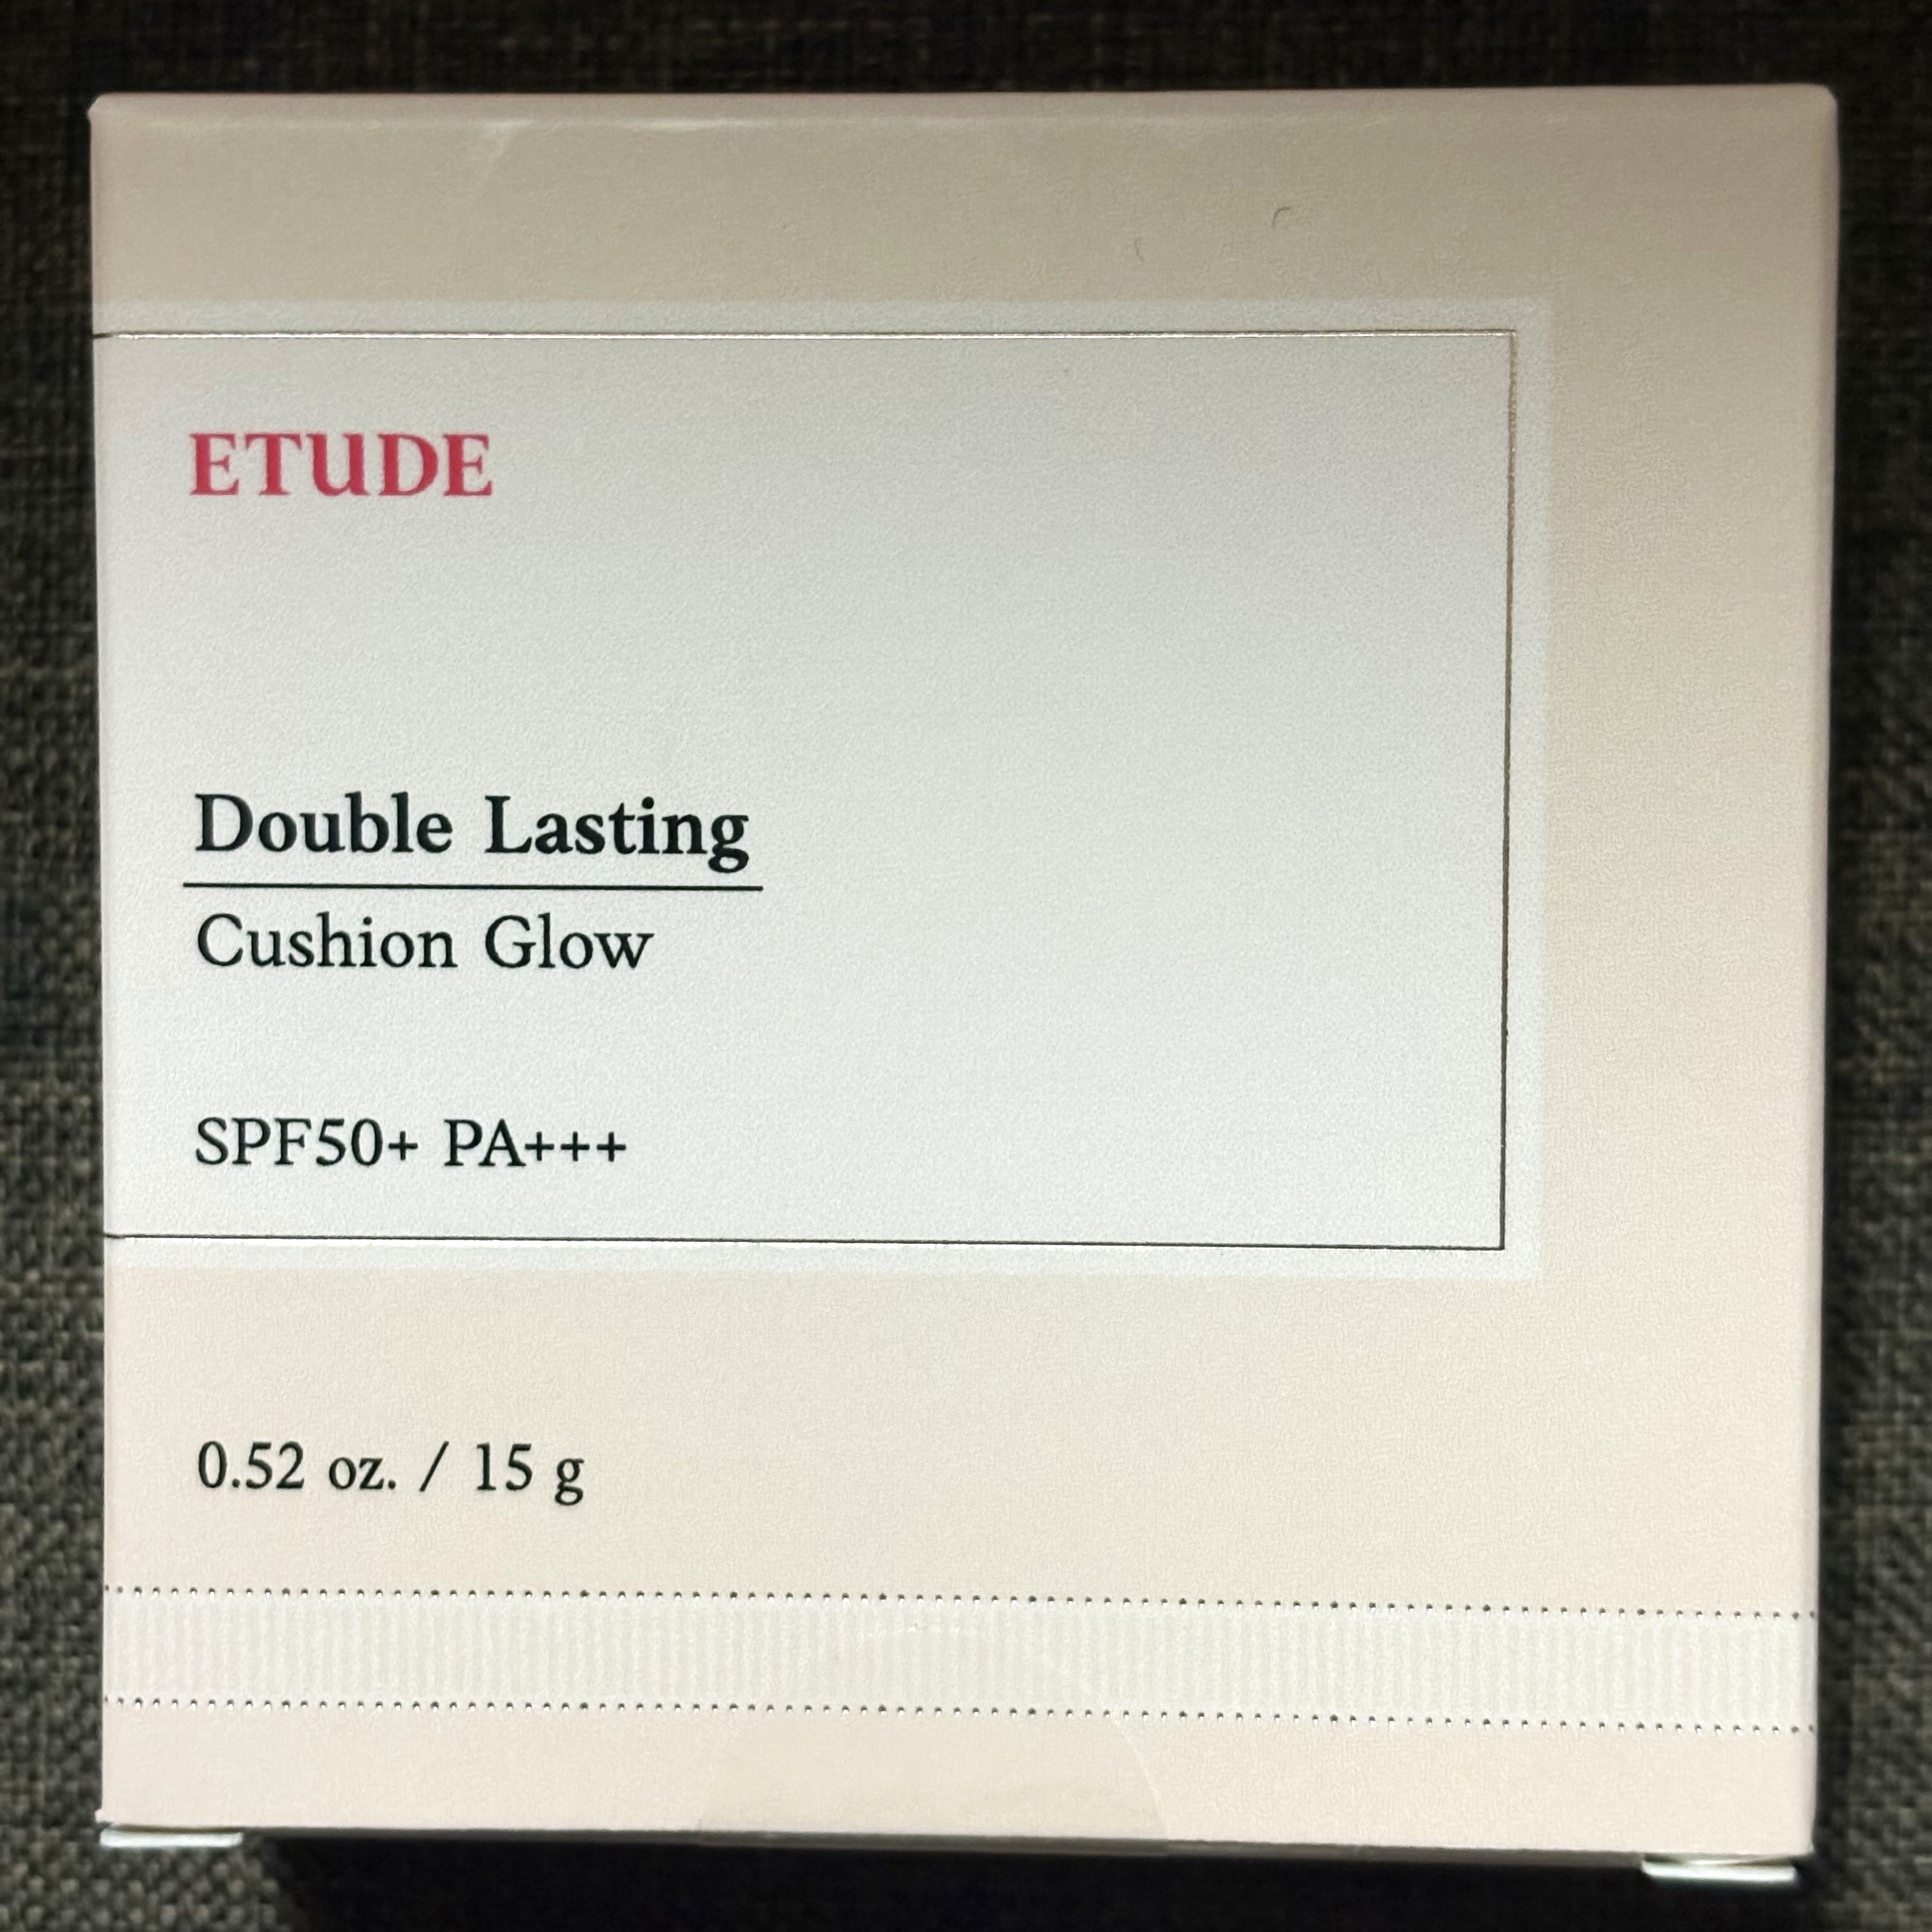 ETUDE
Double Lasting
Cushion Glow
SPF50+ PA+++
0.52 oz. / 15 g